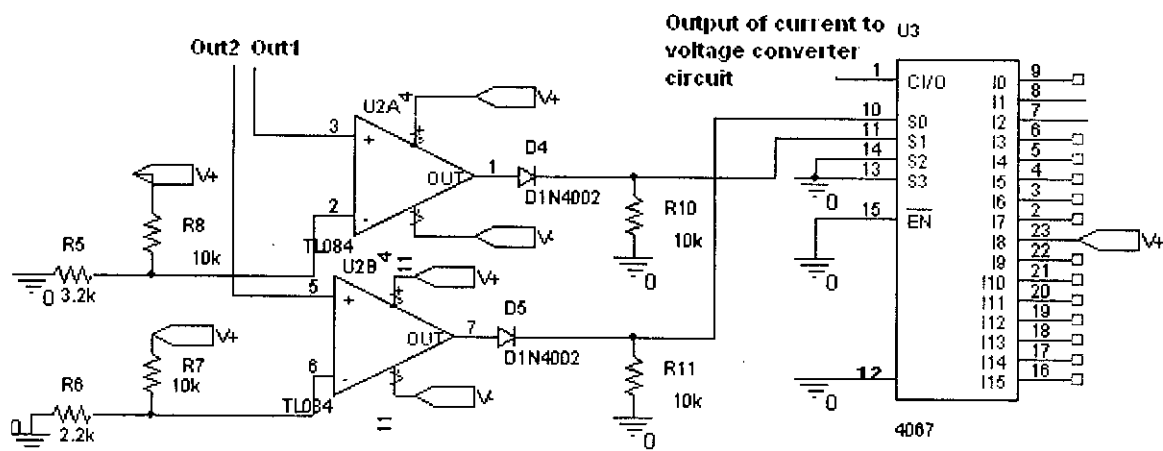 Out2 Out1
Output of current to
voltage converter
circuit
U3
U2A
4
V+
3
+
OUT
1
D4
D1N4002
2
-
TL084
V-
11
V+
R8
10k
R5
3.2k
0
R10
10k
0
U2B
4
V+
5
+
OUT
7
D5
D1N4002
6
-
TL084
V-
11
V+
R7
10k
R6
2.2k
0
R11
10k
0
1
CI/O
10
S0
11
S1
14
S2
13
S3
0
15
EN
0
12
0
I0
9
I1
8
I2
7
I3
6
I4
5
I5
4
I6
3
I7
2
I8
23
V+
I9
22
I10
21
I11
20
I12
19
I13
18
I14
17
I15
16
4067